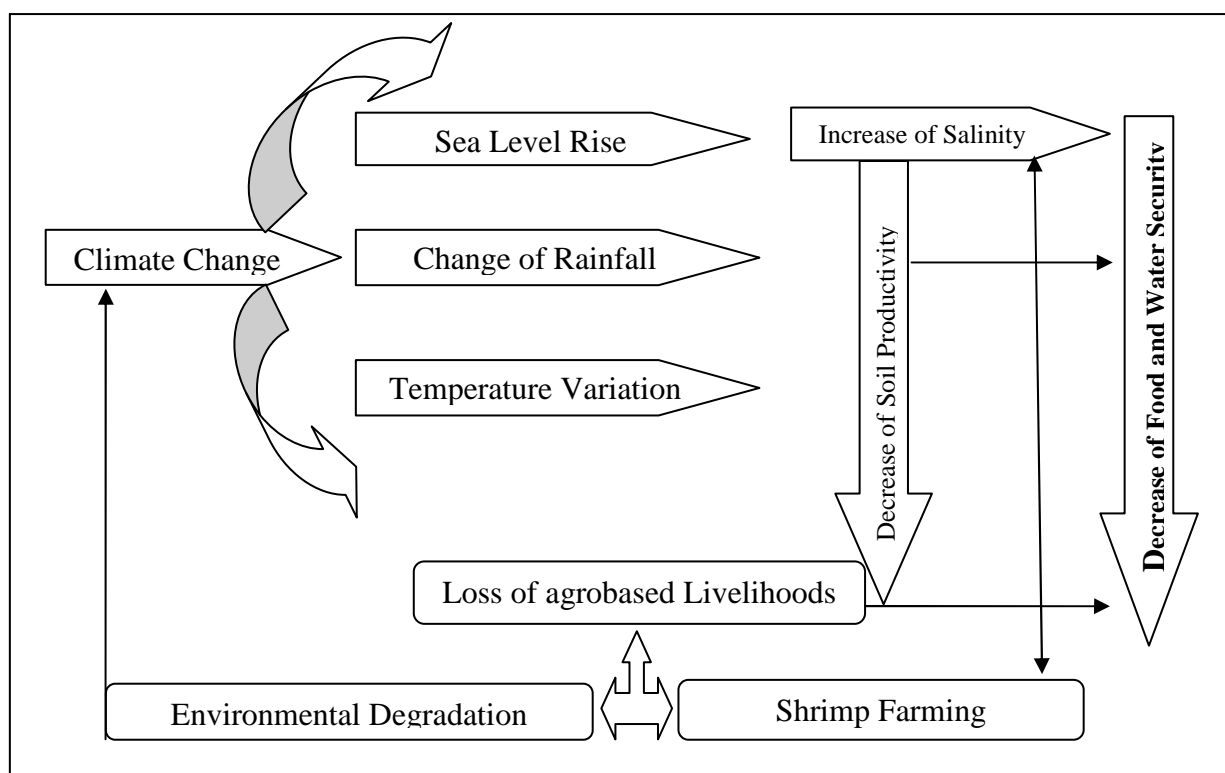 Sea Level Rise
Increase of Salinity
Climate Change
Change of Rainfall
Temperature Variation
Decrease of Soil Productivity
Decrease of Food and Water Security
Loss of agrobased Livelihoods
Environmental Degradation
Shrimp Farming